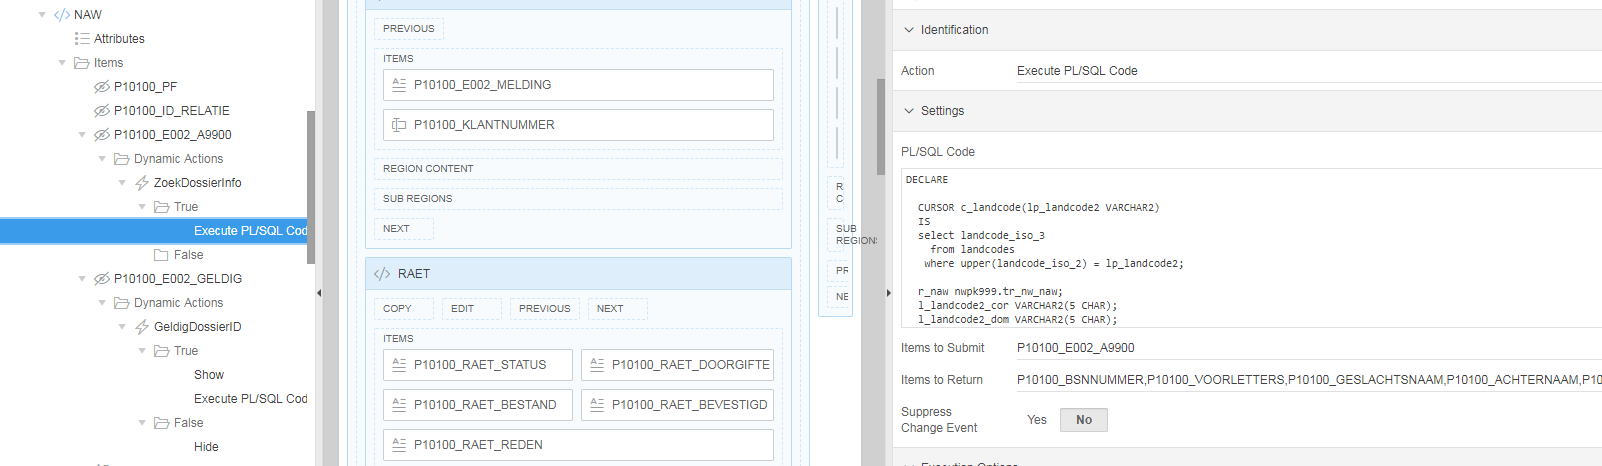 NAW
Attributes
Items
P10100_PF
P10100_ID_RELATIE
P10100_E002_A9900
Dynamic Actions
ZoekDossierInfo
True
Execute PL/SQL Cod
False
P10100_E002_GELDIG
Dynamic Actions
GeldigDossierID
True
Show
Execute PL/SQL Cod
False
Hide
PREVIOUS
ITEMS
P10100_E002_MELDING
P10100_KLANTNUMMER
REGION CONTENT
SUB REGIONS
NEXT
RAET
COPY EDIT PREVIOUS NEXT
ITEMS
P10100_RAET_STATUS P10100_RAET_DOORGIFTE
P10100_RAET_BESTAND P10100_RAET_BEVESTIGD
P10100_RAET_REDEN
R
C
SUB
REGIONS
PR
NE
Identification
Action Execute PL/SQL Code
Settings
PL/SQL Code
DECLARE
CURSOR c_landcode(lp_landcode2 VARCHAR2)
IS
select landcode_iso_3
from landcodes
where upper(landcode_iso_2) = lp_landcode2;
r_naw nwpk999.tr_nw_naw;
l_landcode2_cor VARCHAR2(5 CHAR);
l_landcode2_dom VARCHAR2(5 CHAR);
Items to Submit P10100_E002_A9900
Items to Return P10100_BSNNUMMER,P10100_VOORLETTERS,P10100_GESLACHTSNAAM,P10100_ACHTERNAAM,P10
Suppress
Change Event Yes No
Execution Options